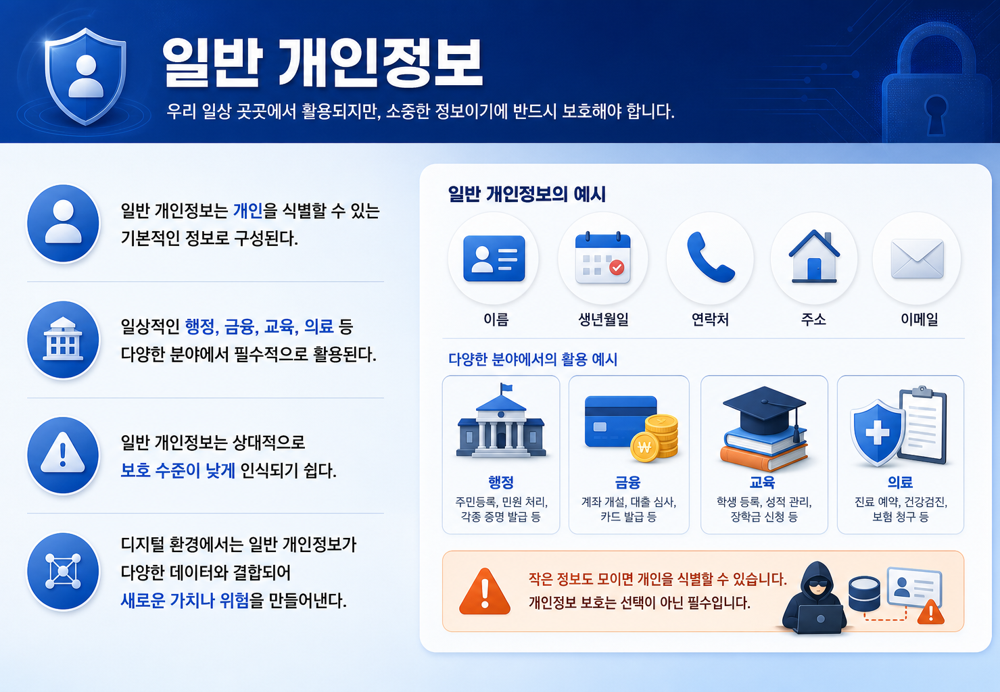 일반 개인정보
우리 일상 곳곳에서 활용되지만, 소중한 정보이기에 반드시 보호해야 합니다.
일반 개인정보는 개인을 식별할 수 있는
기본적인 정보로 구성된다.
일상적인 행정, 금융, 교육, 의료 등
다양한 분야에서 필수적으로 활용된다.
일반 개인정보는 상대적으로
보호 수준이 낮게 인식되기 쉽다.
디지털 환경에서는 일반 개인정보가
다양한 데이터와 결합되어
새로운 가치나 위험을 만들어낸다.
일반 개인정보의 예시
이름
생년월일
연락처
주소
이메일
다양한 분야에서의 활용 예시
₩
행정
주민등록, 민원 처리,
각종 증명 발급 등
금융
계좌 개설, 대출 심사,
카드 발급 등
교육
학생 등록, 성적 관리,
장학금 신청 등
의료
진료 예약, 건강검진,
보험 청구 등
작은 정보도 모이면 개인을 식별할 수 있습니다.
개인정보 보호는 선택이 아닌 필수입니다.